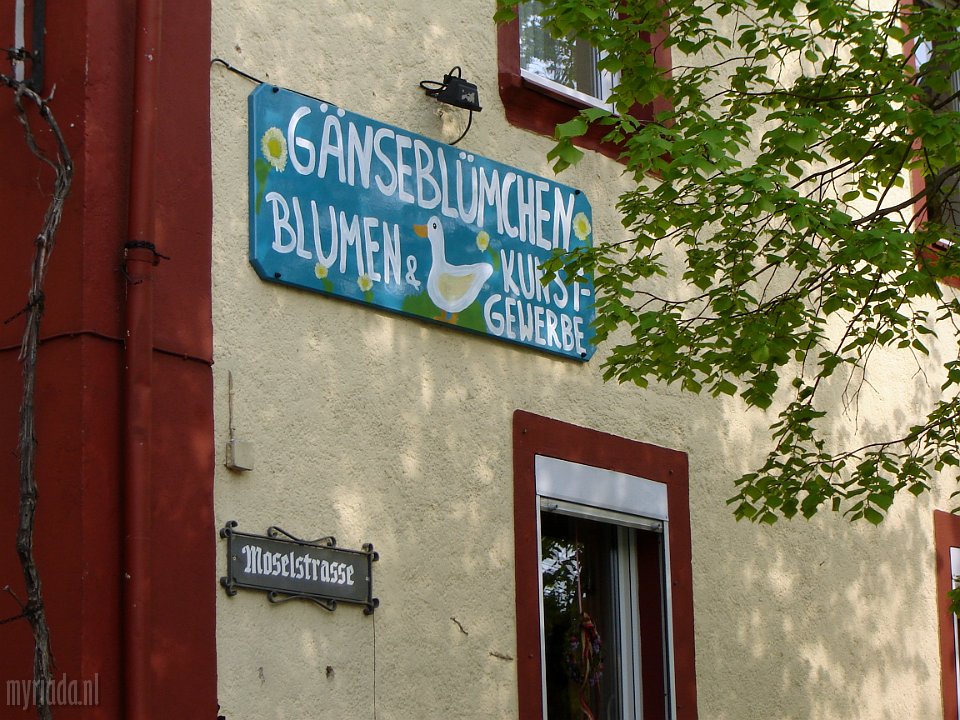 GÄNSEBLÜMCHEN
BLUMEN & KUNST-
GEWERBE
Moselstrasse
myriada.nl